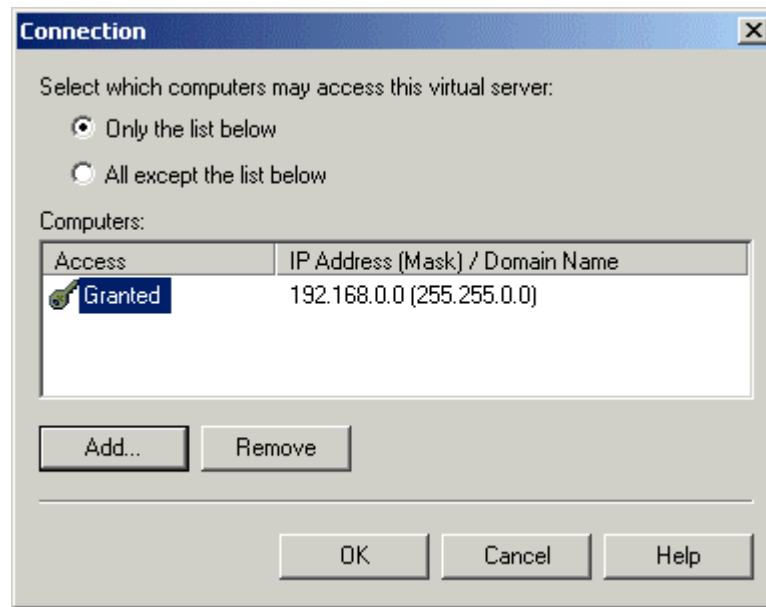 Connection
Select which computers may access this virtual server:
Only the list below
All except the list below
Computers:
Access IP Address (Mask) / Domain Name
Granted 192.168.0.0 (255.255.0.0)
Add... Remove
OK Cancel Help